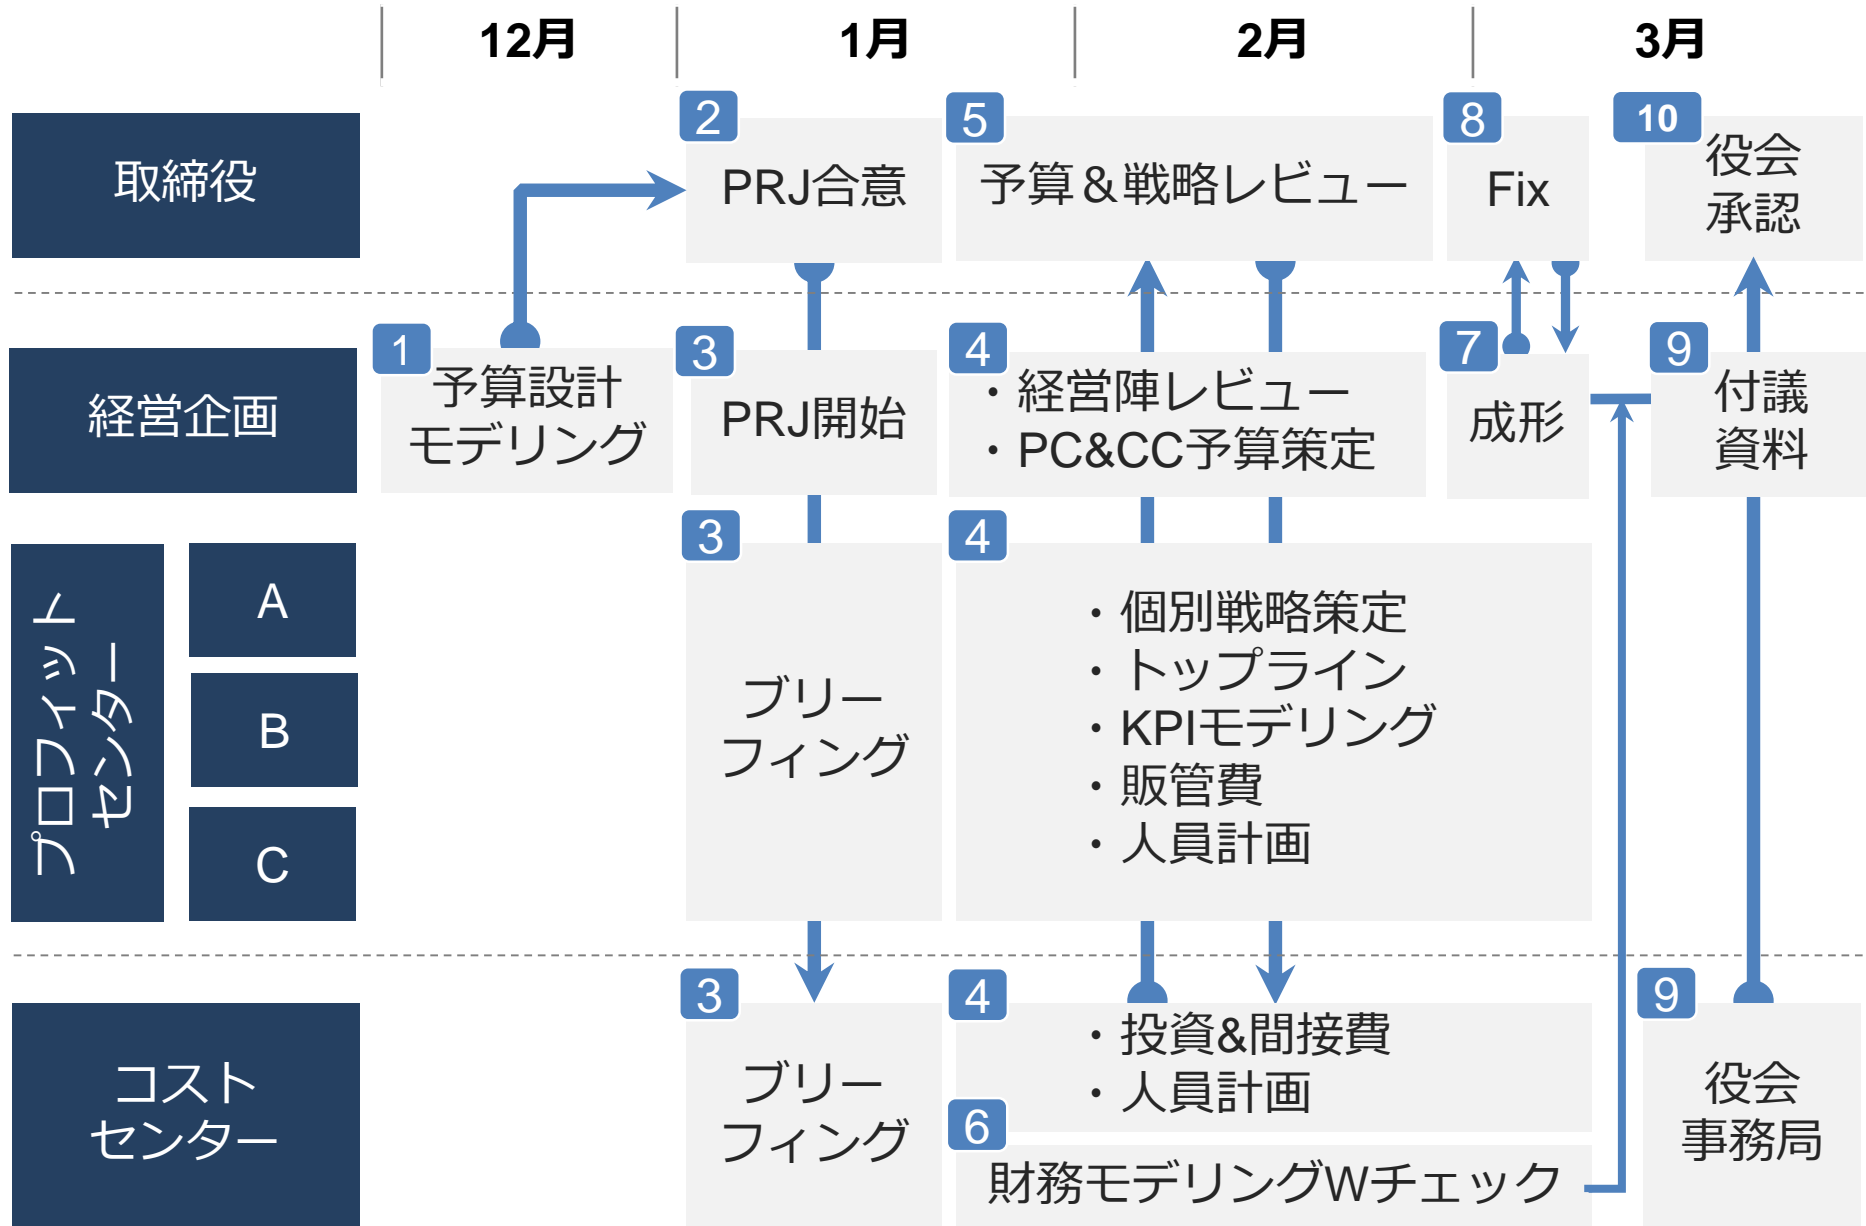 12月
1月
2月
3月
取締役
2
PRJ合意
5
予算＆戦略レビュー
8
Fix
10
役会
承認
経営企画
1
予算設計
モデリング
3
PRJ開始
4
・経営陣レビュー
・PC&CC予算策定
7
成形
9
付議
資料
プロフィット
センター
A
B
C
3
ブリー
フィング
4
・個別戦略策定
・トップライン
・KPIモデリング
・販管費
・人員計画
コスト
センター
3
ブリー
フィング
4
・投資&間接費
・人員計画
6
財務モデリングWチェック
9
役会
事務局